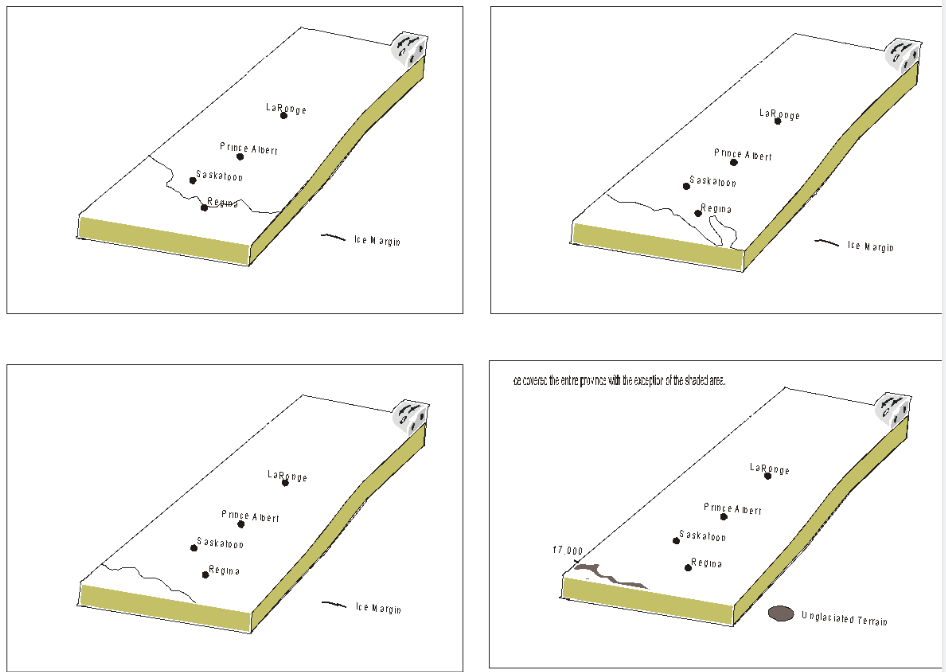 LaRonge
Prince Albert
Saskatoon
Regina
Ice Margin
LaRonge
Prince Albert
Saskatoon
Regina
Ice Margin
LaRonge
Prince Albert
Saskatoon
Regina
Ice Margin
ce covered the entire province with the exception of the shaded area.
LaRonge
Prince Albert
Saskatoon
17,000
Regina
Unglaciated Terrain